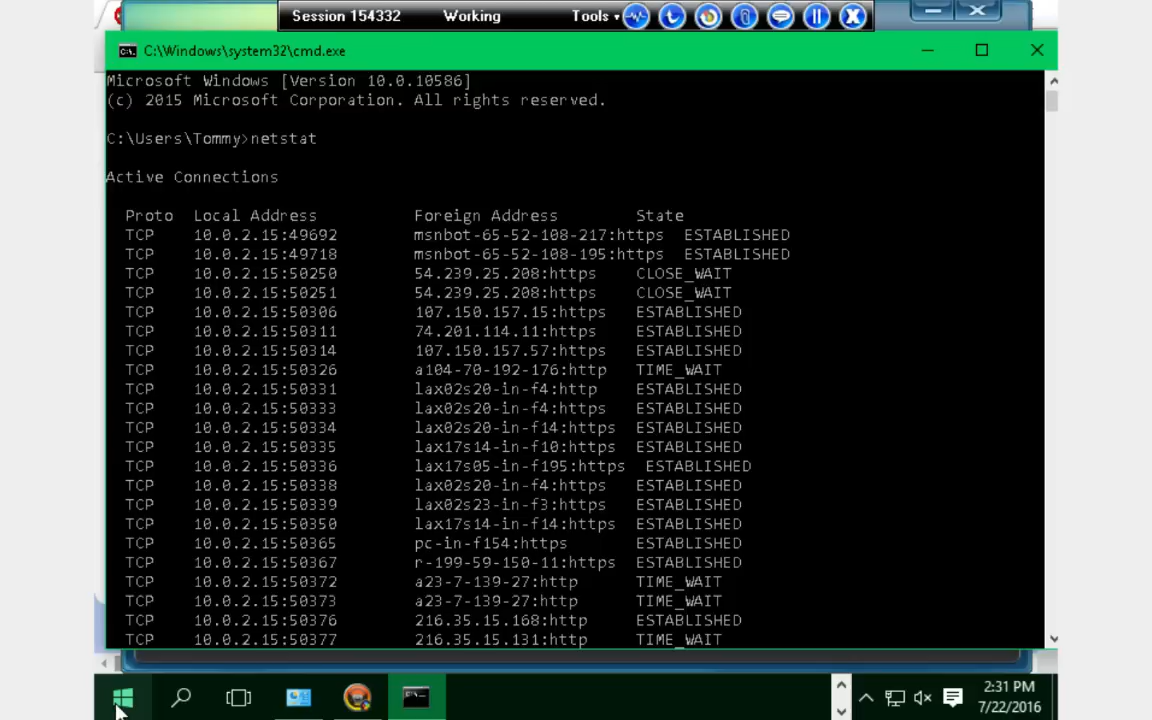 Session 154332 Working Tools
C:\Windows\system32\cmd.exe
Microsoft Windows [Version 10.0.10586]
(c) 2015 Microsoft Corporation. All rights reserved.
C:\Users\Tommy>netstat
Active Connections
Proto Local Address Foreign Address State
TCP 10.0.2.15:49692 msnbot-65-52-108-217:https ESTABLISHED
TCP 10.0.2.15:49718 msnbot-65-52-108-195:https ESTABLISHED
TCP 10.0.2.15:50250 54.239.25.208:https CLOSE_WAIT
TCP 10.0.2.15:50251 54.239.25.208:https CLOSE_WAIT
TCP 10.0.2.15:50306 107.150.157.15:https ESTABLISHED
TCP 10.0.2.15:50311 74.201.114.11:https ESTABLISHED
TCP 10.0.2.15:50314 107.150.157.57:https ESTABLISHED
TCP 10.0.2.15:50326 a104-70-192-176:http TIME_WAIT
TCP 10.0.2.15:50331 lax02s20-in-f4:http ESTABLISHED
TCP 10.0.2.15:50333 lax02s20-in-f4:https ESTABLISHED
TCP 10.0.2.15:50334 lax02s20-in-f14:https ESTABLISHED
TCP 10.0.2.15:50335 lax17s14-in-f10:https ESTABLISHED
TCP 10.0.2.15:50336 lax17s05-in-f195:https ESTABLISHED
TCP 10.0.2.15:50338 lax02s20-in-f4:https ESTABLISHED
TCP 10.0.2.15:50339 lax02s23-in-f3:https ESTABLISHED
TCP 10.0.2.15:50350 lax17s14-in-f14:https ESTABLISHED
TCP 10.0.2.15:50365 pc-in-f154:https ESTABLISHED
TCP 10.0.2.15:50367 r-199-59-150-11:https ESTABLISHED
TCP 10.0.2.15:50372 a23-7-139-27:http TIME_WAIT
TCP 10.0.2.15:50373 a23-7-139-27:http TIME_WAIT
TCP 10.0.2.15:50376 216.35.15.168:http ESTABLISHED
TCP 10.0.2.15:50377 216.35.15.131:http TIME_WAIT
2:31 PM
7/22/2016